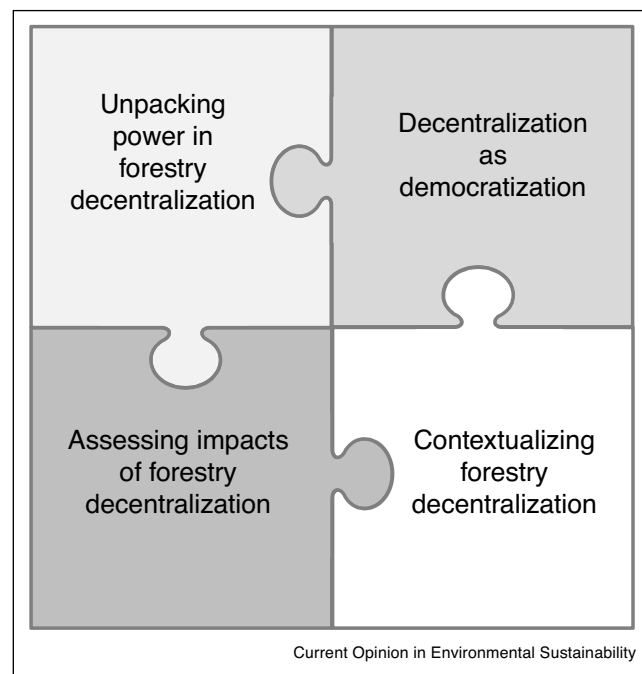 Unpacking
power in
forestry
decentralization
Decentralization
as
democratization
Assessing impacts
of forestry
decentralization
Contextualizing
forestry
decentralization
Current Opinion in Environmental Sustainability